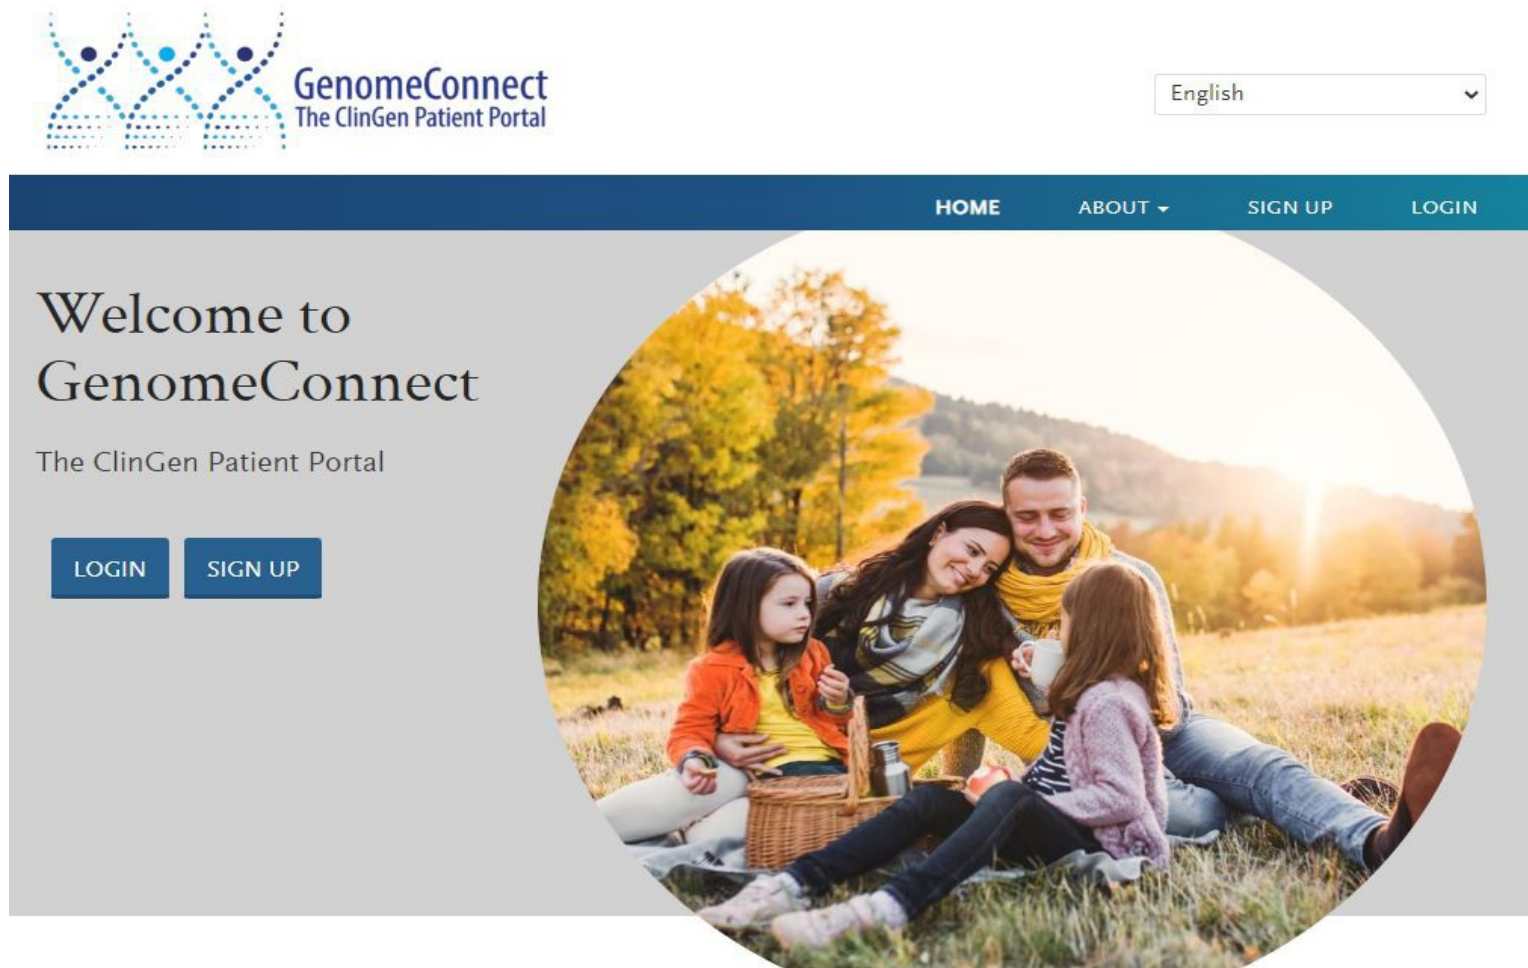 GenomeConnect
The ClinGen Patient Portal
English
HOME ABOUT SIGN UP LOGIN
Welcome to
GenomeConnect
The ClinGen Patient Portal
LOGIN SIGN UP